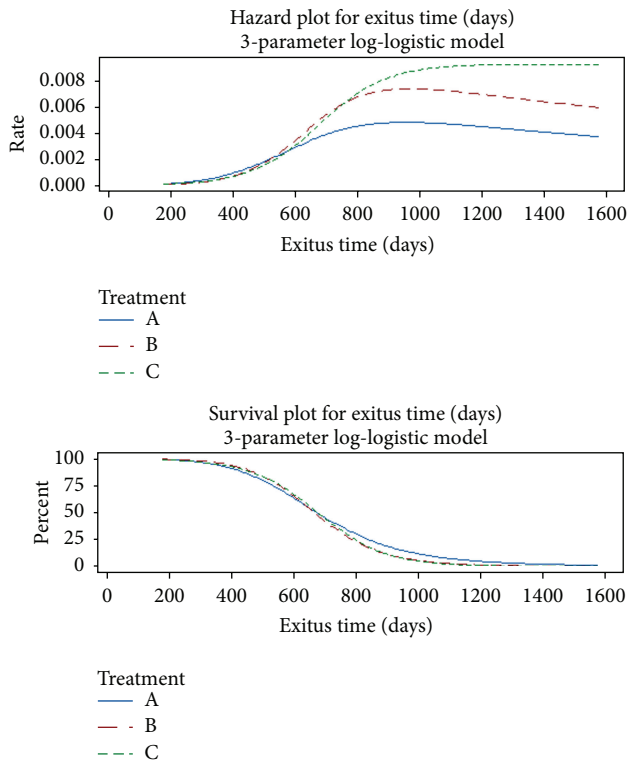 Hazard plot for exitus time (days)
3-parameter log-logistic model
Rate
0.008
0.006
0.004
0.002
0.000
0 200 400 600 800 1000 1200 1400 1600
Exitus time (days)
Treatment
A
B
C
Survival plot for exitus time (days)
3-parameter log-logistic model
Percent
100
75
50
25
0
0 200 400 600 800 1000 1200 1400 1600
Exitus time (days)
Treatment
A
B
C